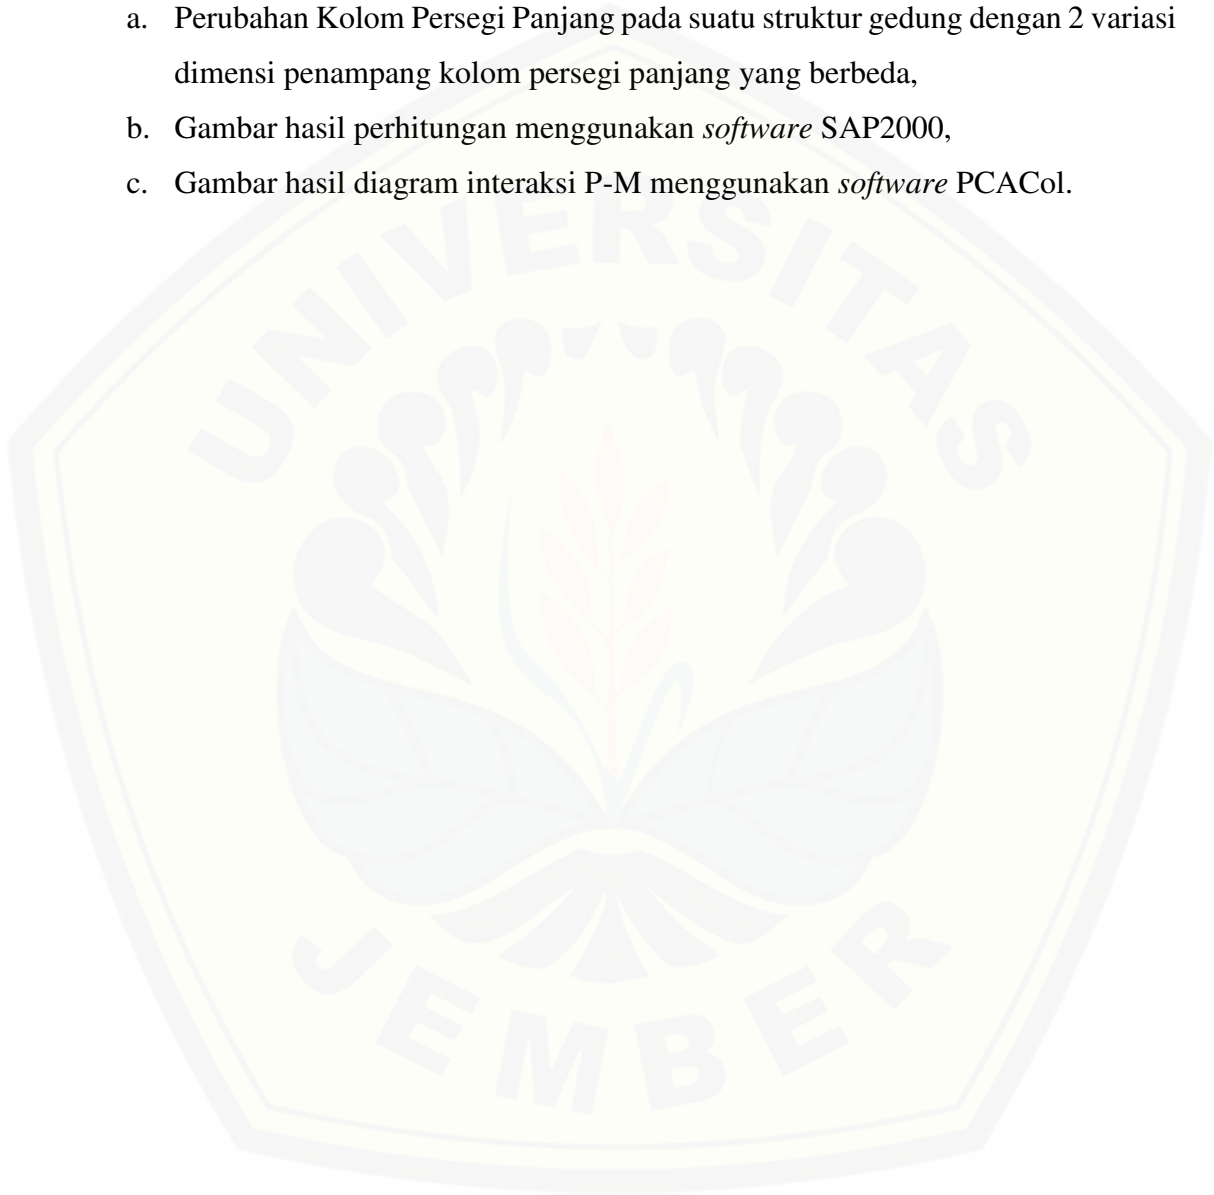 a. Perubahan Kolom Persegi Panjang pada suatu struktur gedung dengan 2 variasi
dimensi penampang kolom persegi panjang yang berbeda,
b. Gambar hasil perhitungan menggunakan software SAP2000,
c. Gambar hasil diagram interaksi P-M menggunakan software PCACol.
UNIVERSITAS
JEMBER